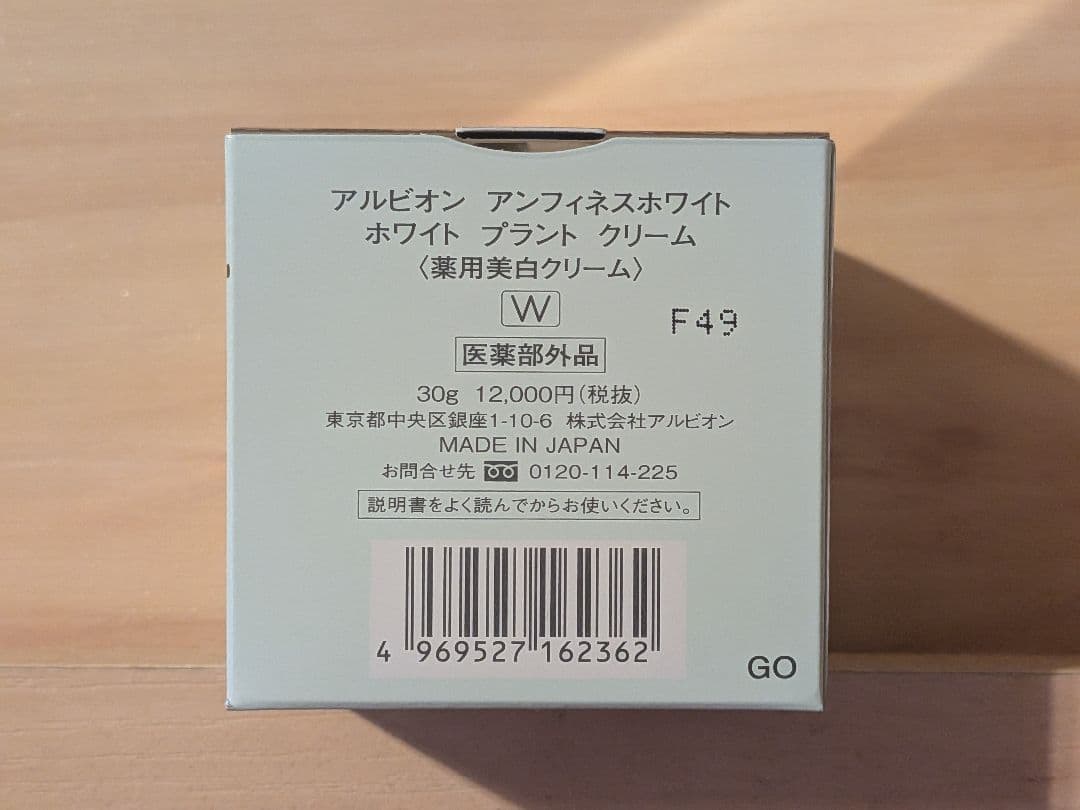 アルビオン アンフィネスホワイト
ホワイト プラント クリーム
〈薬用美白クリーム〉
W
F49
医薬部外品
30g 12,000円(税抜)
東京都中央区銀座1-10-6 株式会社アルビオン
MADE IN JAPAN
お問合せ先 0120-114-225
説明書をよく読んでからお使いください。
4 969527 162362
GO